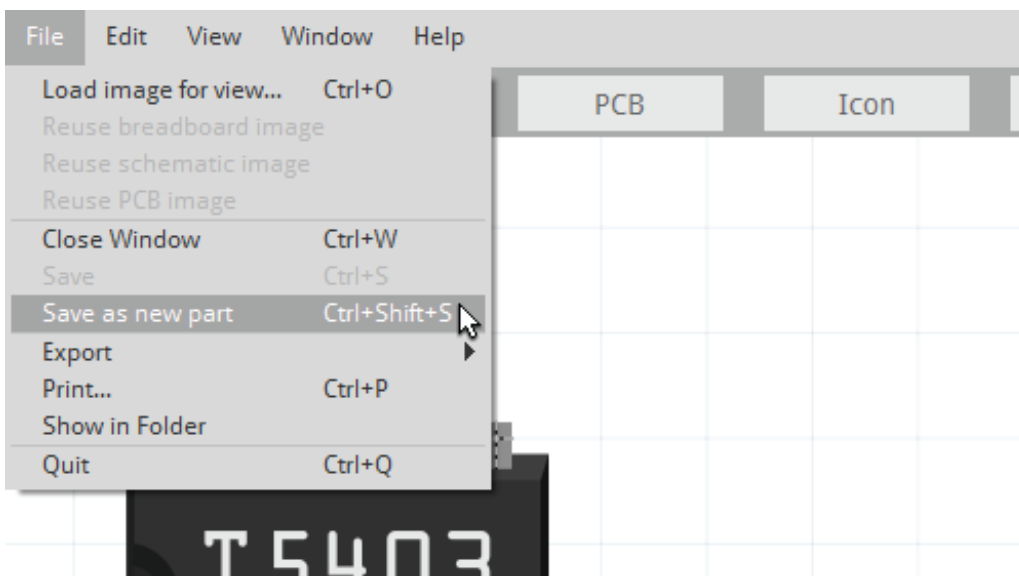 File Edit View Window Help
PCB Icon
Load image for view... Ctrl+O
Reuse breadboard image
Reuse schematic image
Reuse PCB image
Close Window Ctrl+W
Save Ctrl+S
Save as new part Ctrl+Shift+S
Export
Print... Ctrl+P
Show in Folder
Quit Ctrl+Q
T5403